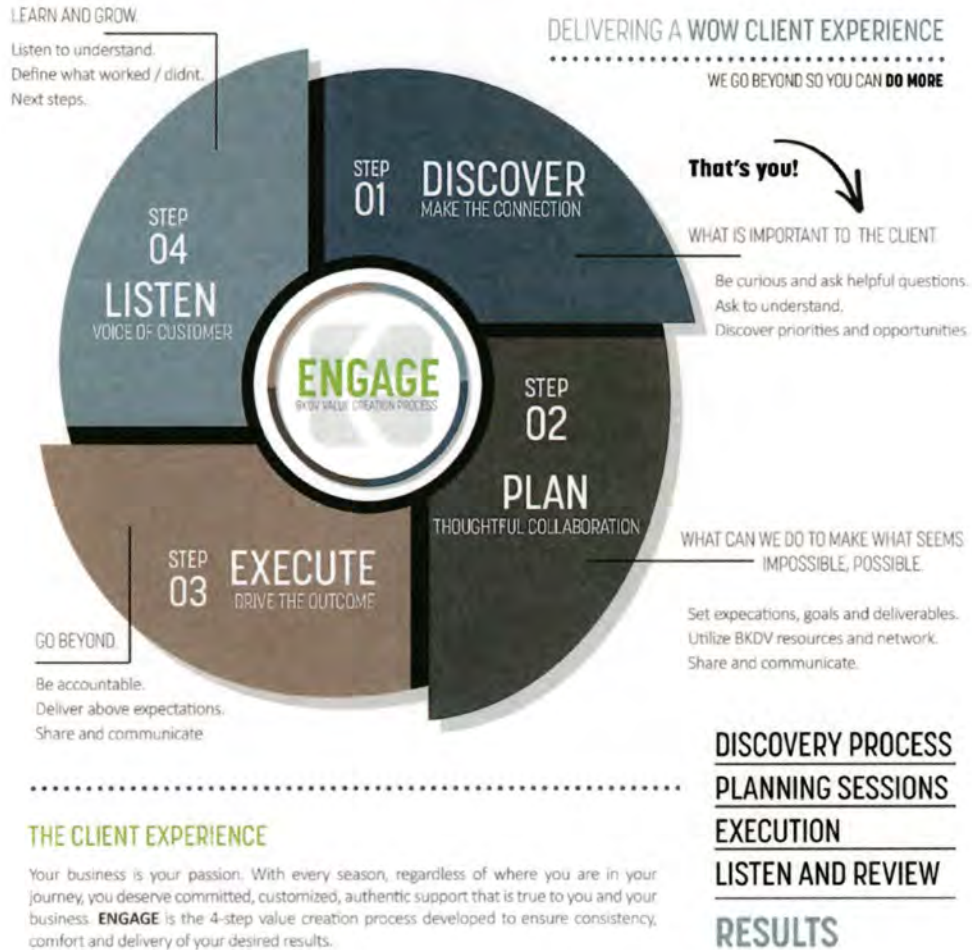 DELIVERING A WOW CLIENT EXPERIENCE
WE GO BEYOND SO YOU CAN DO MORE
LEARN AND GROW.
Listen to understand.
Define what worked / didnt.
Next steps.
STEP
01
DISCOVER
MAKE THE CONNECTION
That's you!
WHAT IS IMPORTANT TO THE CLIENT
Be curious and ask helpful questions.
Ask to understand.
Discover priorities and opportunities.
STEP
04
LISTEN
VOICE OF CUSTOMER
ENGAGE
BKDV VALUE CREATION PROCESS
STEP
02
PLAN
THOUGHTFUL COLLABORATION
WHAT CAN WE DO TO MAKE WHAT SEEMS
IMPOSSIBLE, POSSIBLE.
Set expecations, goals and deliverables.
Utilize BKDV resources and network.
Share and communicate.
STEP
03
EXECUTE
DRIVE THE OUTCOME
GO BEYOND.
Be accountable.
Deliver above expectations.
Share and communicate
THE CLIENT EXPERIENCE
Your business is your passion. With every season, regardless of where you are in your
journey, you deserve committed, customized, authentic support that is true to you and your
business. ENGAGE is the 4-step value creation process developed to ensure consistency,
comfort and delivery of your desired results.
DISCOVERY PROCESS
PLANNING SESSIONS
EXECUTION
LISTEN AND REVIEW
RESULTS